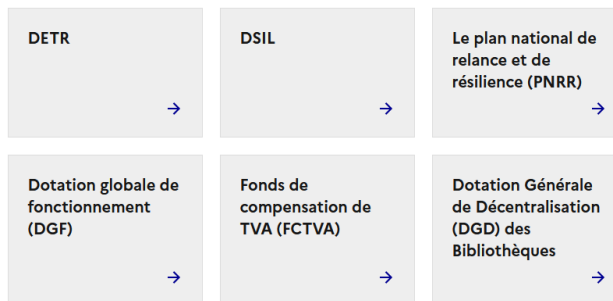 DETR
DSIL
Le plan national de
relance et de
résilience (PNRR)
Dotation globale de
fonctionnement
(DGF)
Fonds de
compensation de
TVA (FCTVA)
Dotation Générale
de Décentralisation
(DGD) des
Bibliothèques